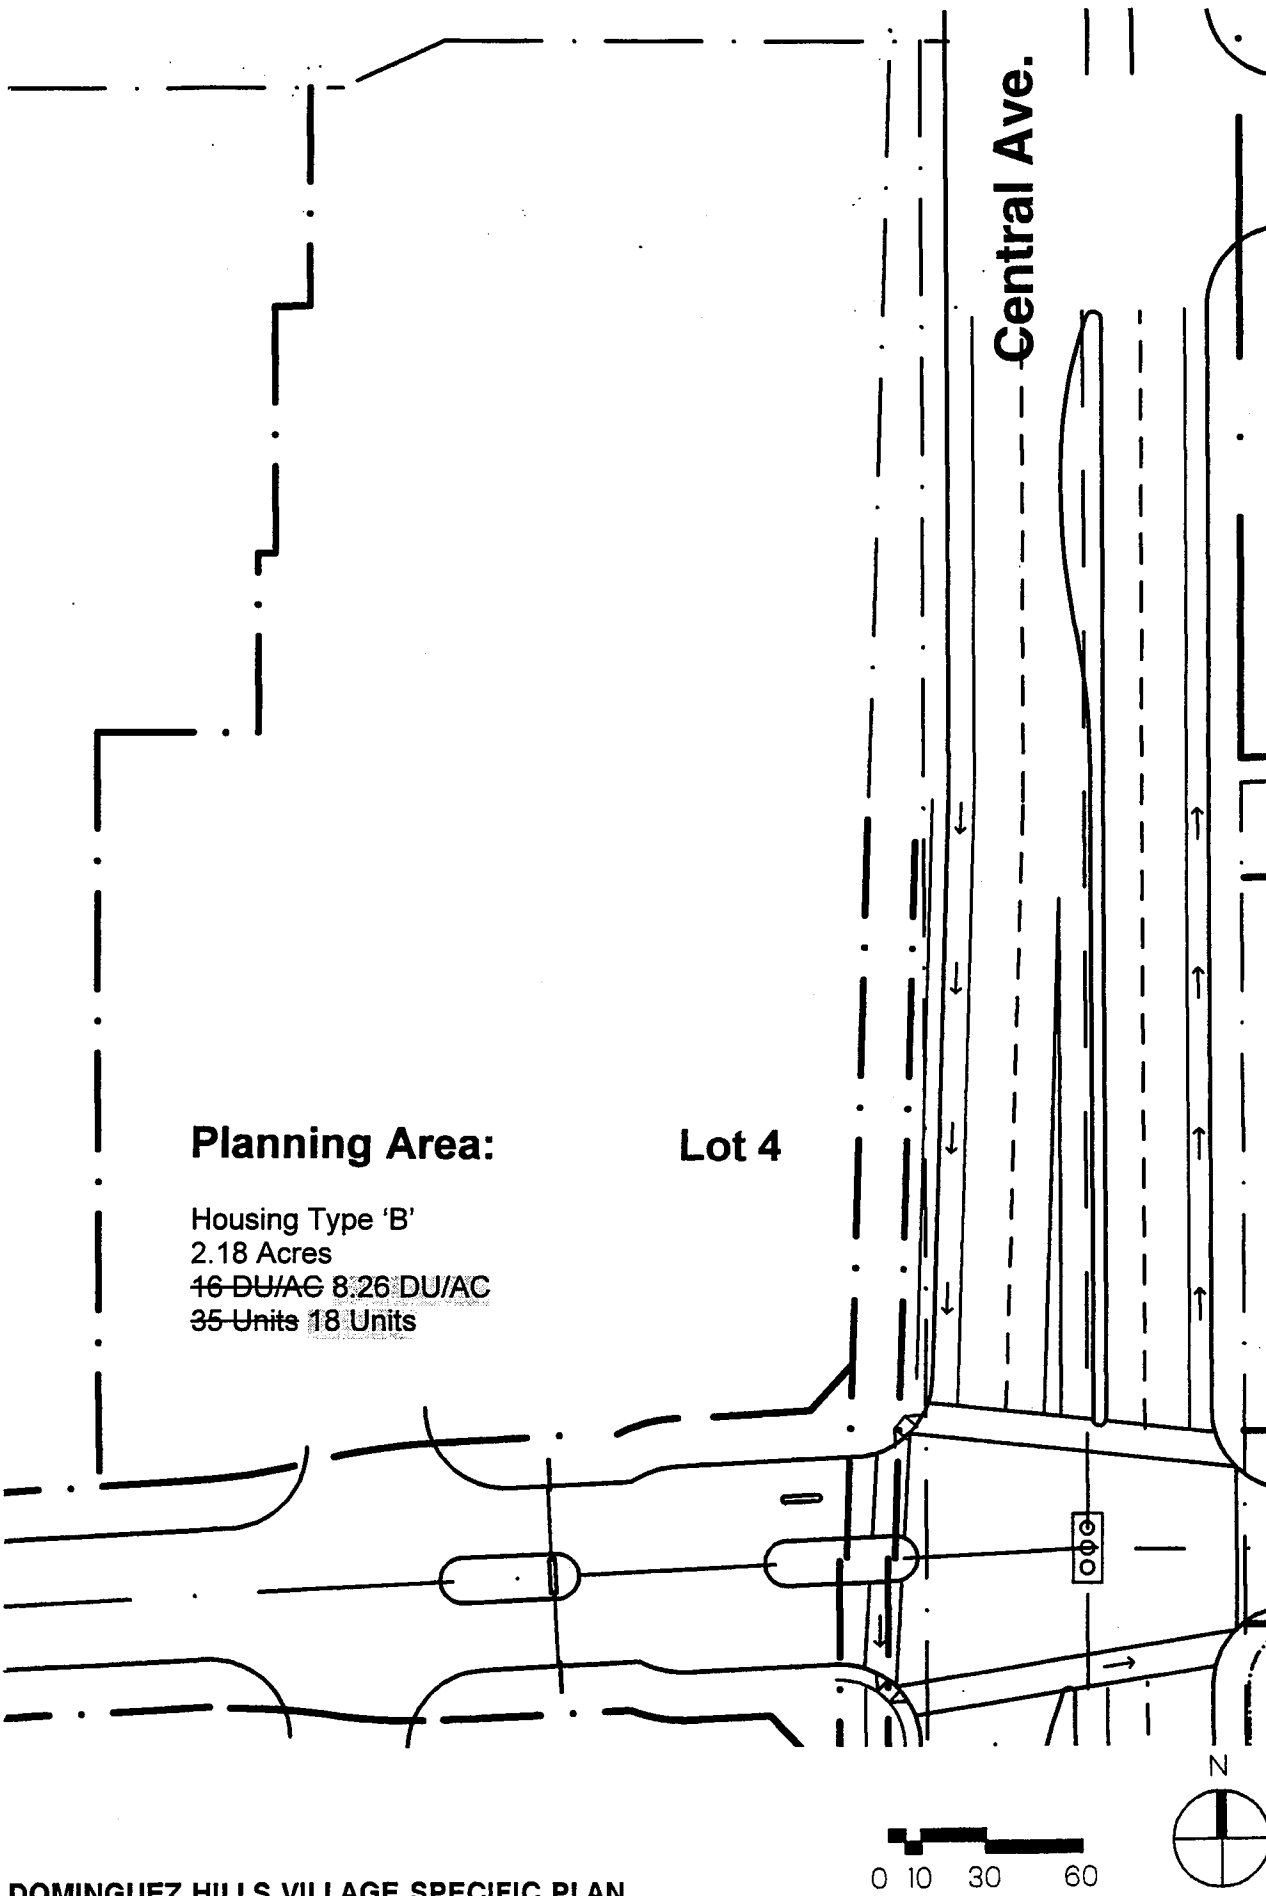 Central Ave.
Planning Area: Lot 4
Housing Type ‘B’
2.18 Acres
16 DU/AC 8.26 DU/AC
35 Units 18 Units
N
0 10 30 60
DOMINGUEZ HILLS VILLAGE SPECIFIC PLAN